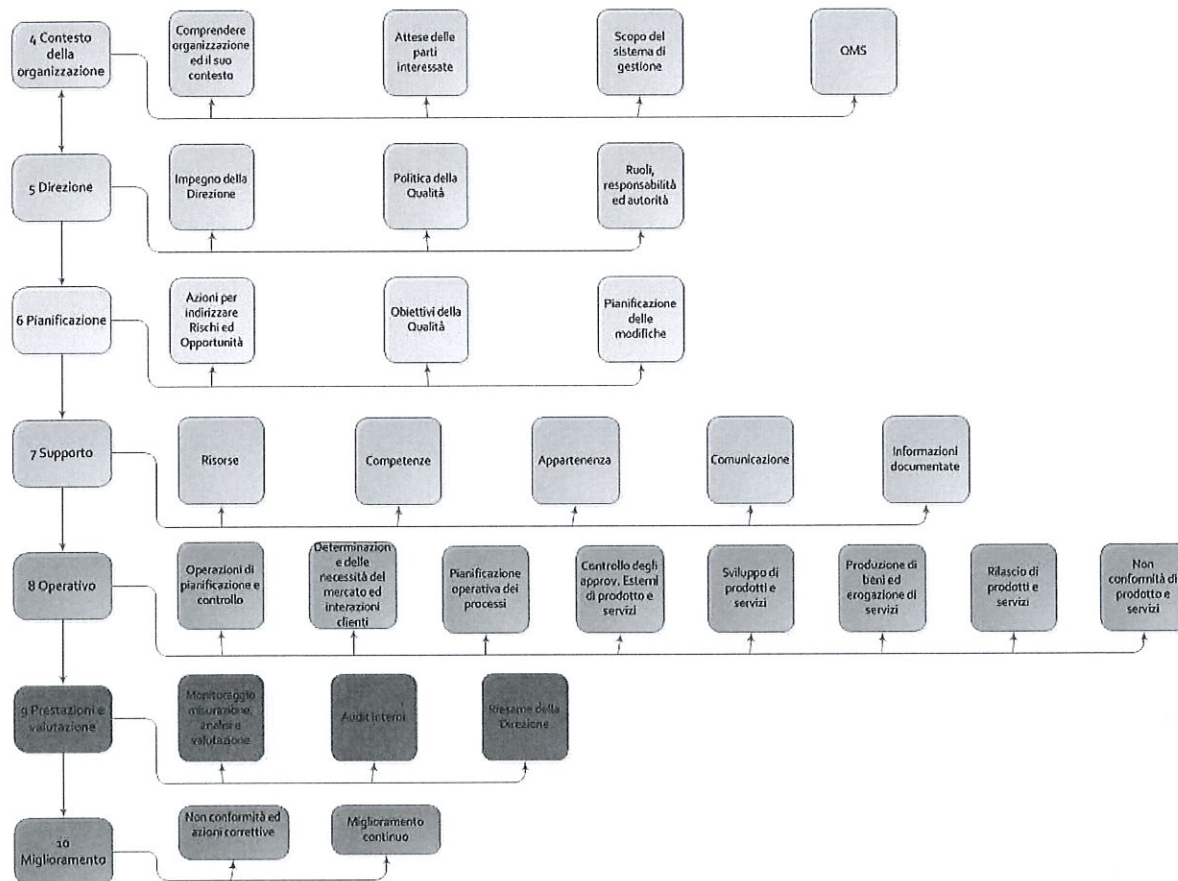 4 Contesto
della
organizzazione
Comprendere
organizzazione
ed il suo
contesto
Attese delle
parti
interessate
Scopo del
sistema di
gestione
QMS
5 Direzione
Impegno della
Direzione
Politica della
Qualità
Ruoli,
responsabilità
ed autorità
6 Pianificazione
Azioni per
indirizzare
Rischi ed
Opportunità
Obiettivi della
Qualità
Pianificazione
delle
modifiche
7 Supporto
Risorse
Competenze
Appartenenza
Comunicazione
Informazioni
documentate
8 Operativo
Operazioni di
pianificazione e
controllo
Determinazion
e delle
necessità del
mercato ed
interazioni
clienti
Pianificazione
operativa dei
processi
Controllo degli
approv. Esterni
di prodotto e
servizi
Sviluppo di
prodotti e
servizi
Produzione di
beni ed
erogazione di
servizi
Rilascio di
prodotti e
servizi
Non
conformità di
prodotto e
servizi
9 Prestazioni e
valutazione
Monitoraggio
misurazione,
analisi e
valutazione
Audit interni
Riesame della
Direzione
10
Miglioramento
Non conformità ed
azioni correttive
Miglioramento
continuo